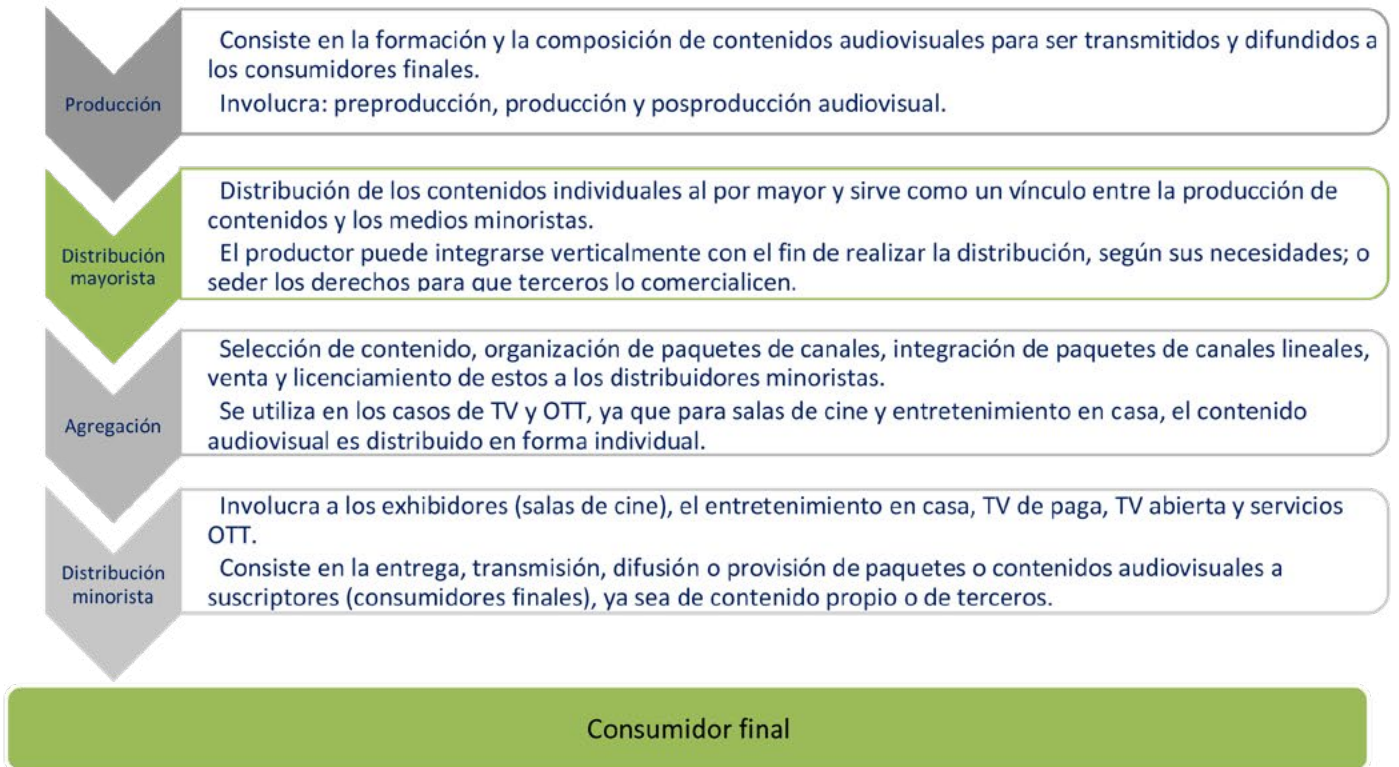 Producción
Consiste en la formación y la composición de contenidos audiovisuales para ser transmitidos y difundidos a
los consumidores finales.
Involucra: preproducción, producción y posproducción audiovisual.
Distribución
mayorista
Distribución de los contenidos individuales al por mayor y sirve como un vínculo entre la producción de
contenidos y los medios minoristas.
El productor puede integrarse verticalmente con el fin de realizar la distribución, según sus necesidades; o
seder los derechos para que terceros lo comercialicen.
Agregación
Selección de contenido, organización de paquetes de canales, integración de paquetes de canales lineales,
venta y licenciamiento de estos a los distribuidores minoristas.
Se utiliza en los casos de TV y OTT, ya que para salas de cine y entretenimiento en casa, el contenido
audiovisual es distribuido en forma individual.
Distribución
minorista
Involucra a los exhibidores (salas de cine), el entretenimiento en casa, TV de paga, TV abierta y servicios
OTT.
Consiste en la entrega, transmisión, difusión o provisión de paquetes o contenidos audiovisuales a
suscriptores (consumidores finales), ya sea de contenido propio o de terceros.
Consumidor final